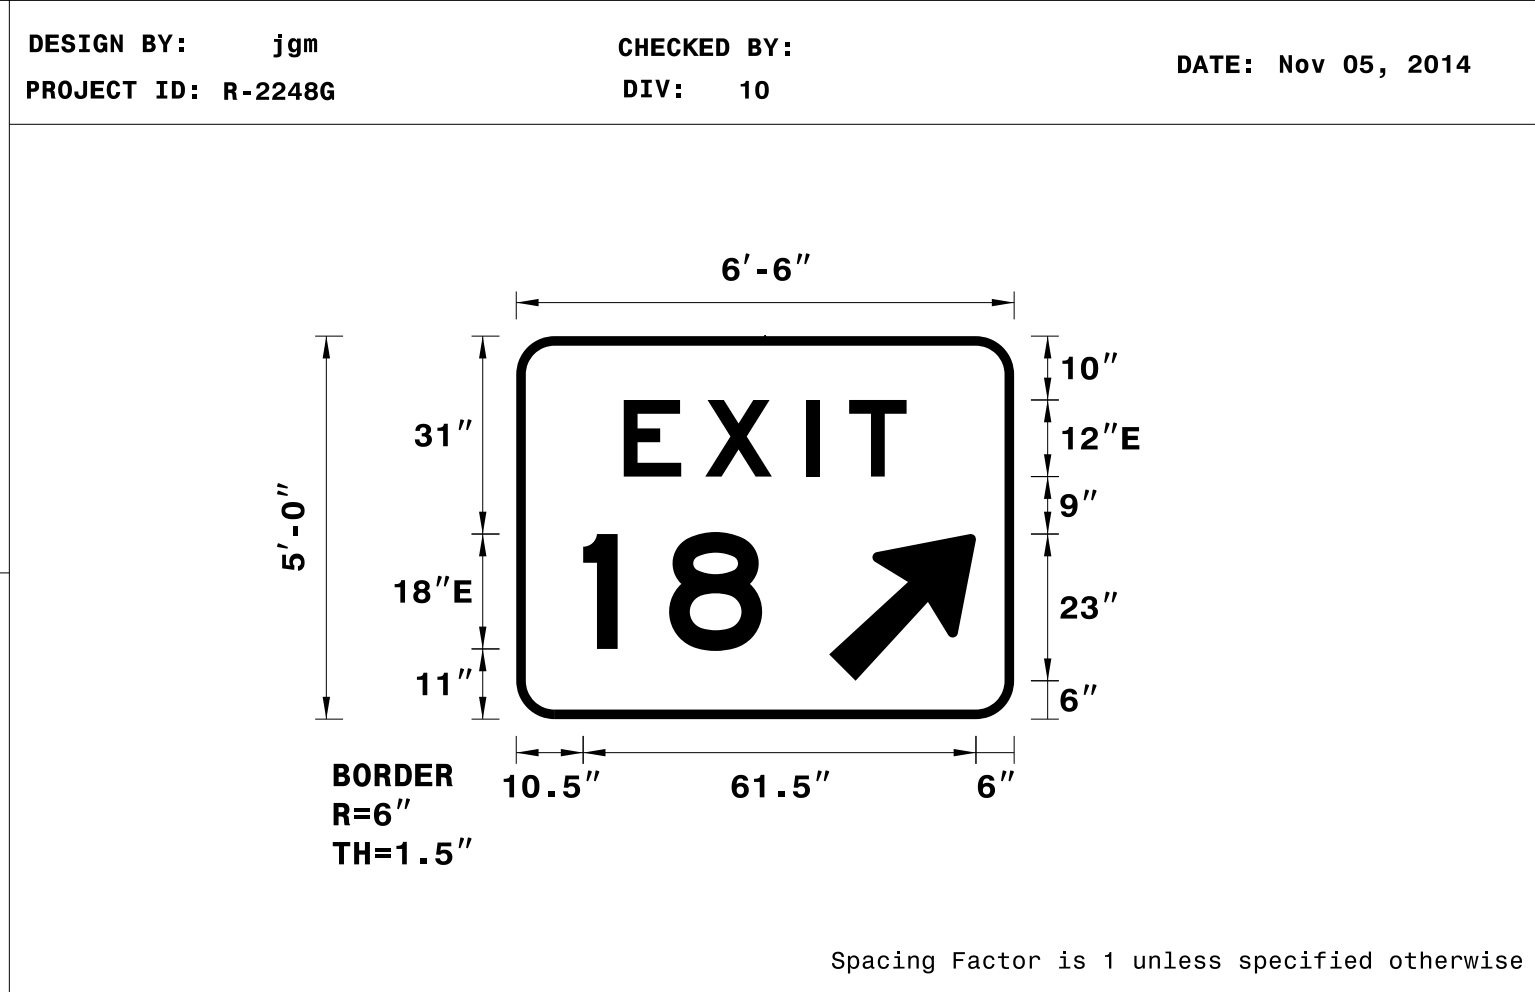 DESIGN BY: jgm
CHECKED BY:
DATE: Nov 05, 2014
PROJECT ID: R-2248G
DIV: 10
6'-6"
5'-0"
31"
18"E
11"
EXIT
18
10"
12"E
9"
23"
6"
10.5"
61.5"
6"
BORDER
R=6"
TH=1.5"
Spacing Factor is 1 unless specified otherwise